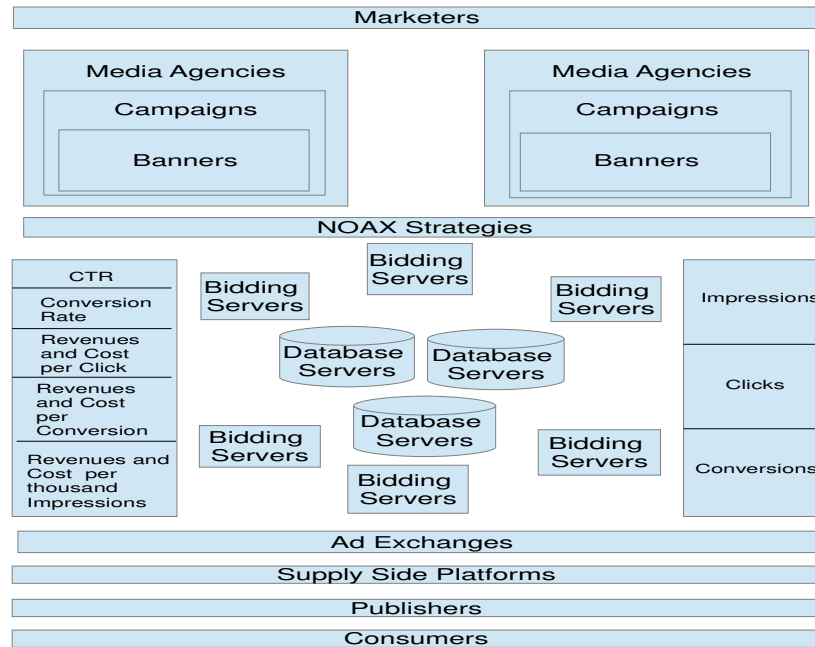 Marketers
Media Agencies
Campaigns
Banners
Media Agencies
Campaigns
Banners
NOAX Strategies
CTR
Conversion
Rate
Revenues
and Cost
per Click
Revenues
and Cost
per
Conversion
Revenues and
Cost per
thousand
Impressions
Bidding
Servers
Bidding
Servers
Bidding
Servers
Database
Servers
Database
Servers
Database
Servers
Bidding
Servers
Bidding
Servers
Bidding
Servers
Impressions
Clicks
Conversions
Ad Exchanges
Supply Side Platforms
Publishers
Consumers